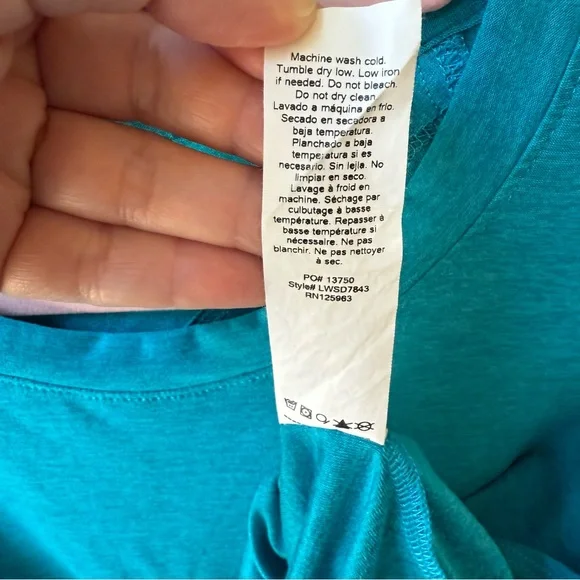 Machine wash cold.
Tumble dry low. Low iron
if needed. Do not bleach.
Do not dry clean.
Lavado a máquina en frio.
Secado en secadora a
baja temperatura.
Planchado a baja
temperatura si es
necesario. Sin lejla. No
limpiar en seco.
Lavage à froid en
machine. Séchage par
culbutage à basse
température. Repasser à
basse température si
nécessaire. Ne pas
blanchir. Ne pas nettoyer
à sec.
PO# 13750
Style# LWSD7843
RN125963